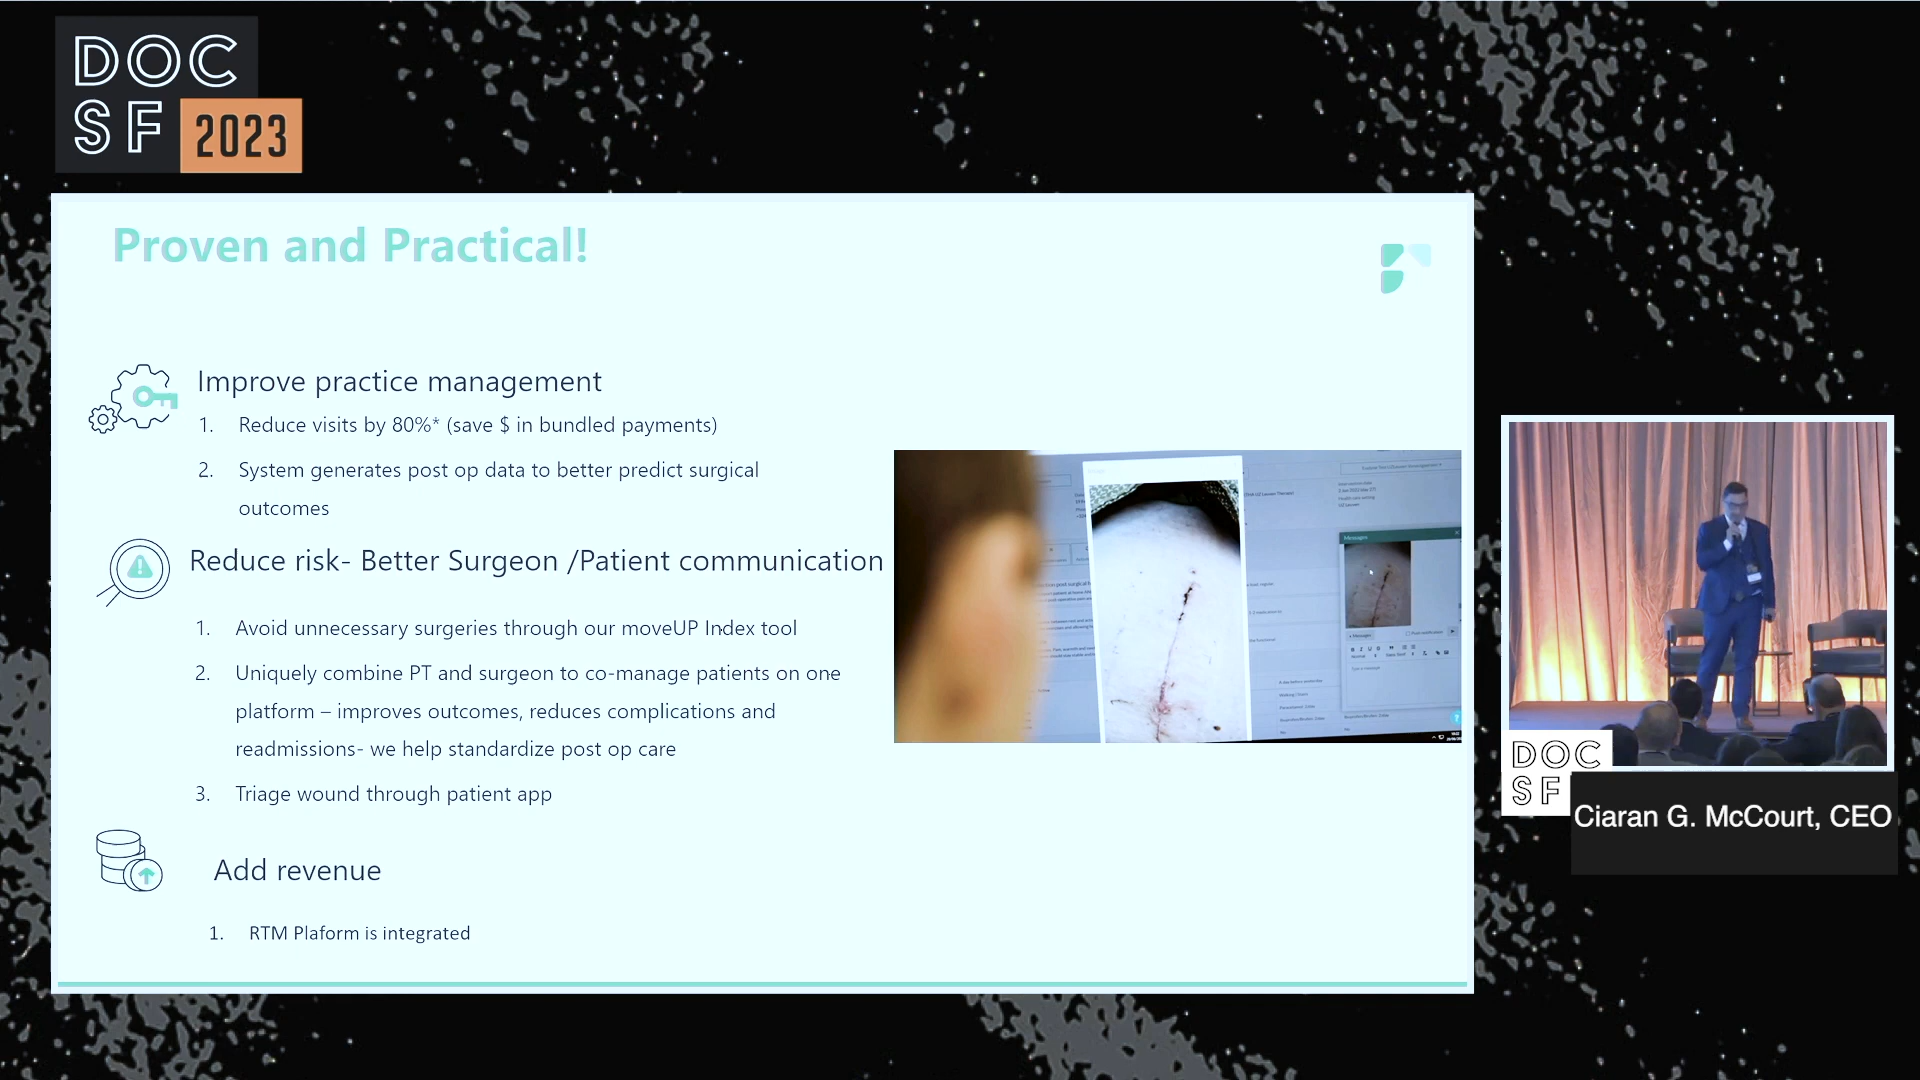 DOC
SF 2023
Proven and Practical!
Improve practice management
1. Reduce visits by 80%* (save $ in bundled payments)
2. System generates post op data to better predict surgical
outcomes
Reduce risk- Better Surgeon /Patient communication
1. Avoid unnecessary surgeries through our moveUP Index tool
2. Uniquely combine PT and surgeon to co-manage patients on one
platform – improves outcomes, reduces complications and
readmissions- we help standardize post op care
3. Triage wound through patient app
Add revenue
1. RTM Plaform is integrated
Messages
DOC
SF
Ciaran G. McCourt, CEO